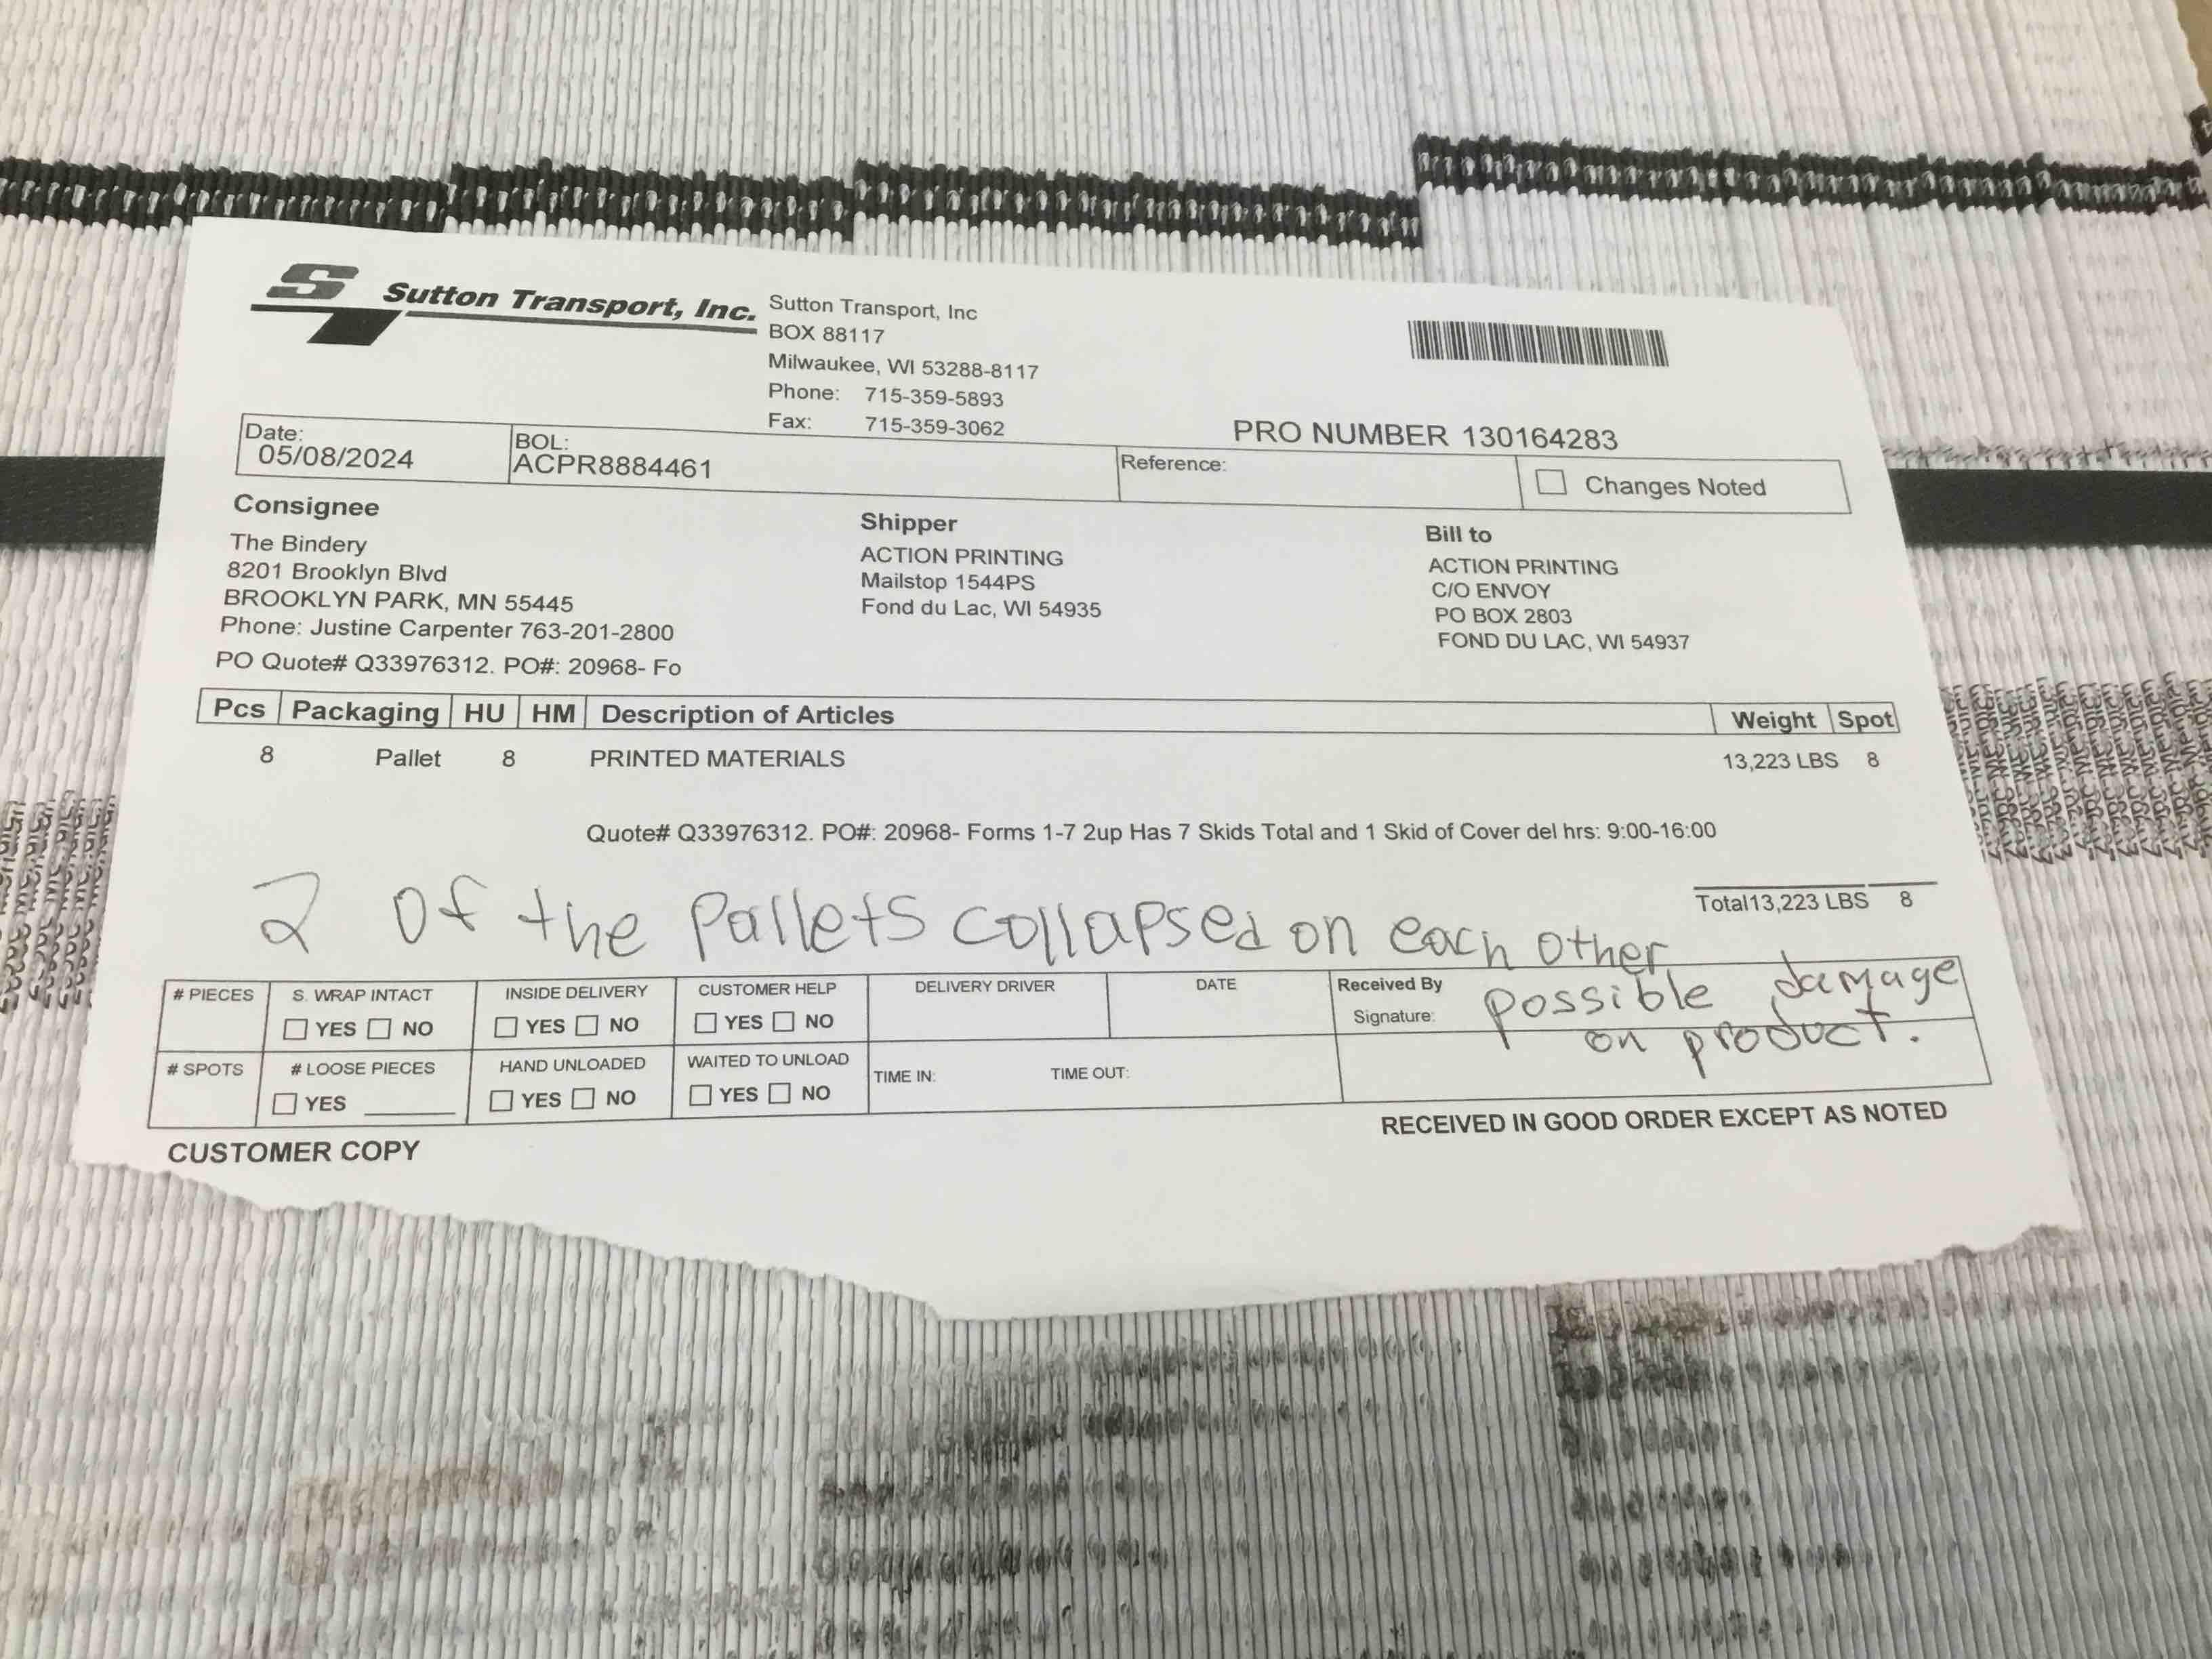 Sutton Transport, Inc.
Sutton Transport, Inc
BOX 88117
Milwaukee, WI 53288-8117
Phone: 715-359-5893
Fax: 715-359-3062
PRO NUMBER 130164283
Date: 05/08/2024
BOL: ACPR8884461
Reference:
Changes Noted
Consignee
The Bindery
8201 Brooklyn Blvd
BROOKLYN PARK, MN 55445
Phone: Justine Carpenter 763-201-2800
PO Quote# Q33976312. PO#: 20968- Fo
Shipper
ACTION PRINTING
Mailstop 1544PS
Fond du Lac, WI 54935
Bill to
ACTION PRINTING
C/O ENVOY
PO BOX 2803
FOND DU LAC, WI 54937
Pcs Packaging HU HM Description of Articles Weight Spot
8 Pallet 8 PRINTED MATERIALS 13,223 LBS 8
Quote# Q33976312. PO#: 20968- Forms 1-7 2up Has 7 Skids Total and 1 Skid of Cover del hrs: 9:00-16:00
Total13,223 LBS 8
2 of the pallets collapsed on each other
possible damage
on product.
# PIECES S. WRAP INTACT INSIDE DELIVERY CUSTOMER HELP DELIVERY DRIVER DATE Received By
YES NO YES NO YES NO Signature:
# SPOTS # LOOSE PIECES HAND UNLOADED WAITED TO UNLOAD TIME IN: TIME OUT:
YES YES NO YES NO
RECEIVED IN GOOD ORDER EXCEPT AS NOTED
CUSTOMER COPY